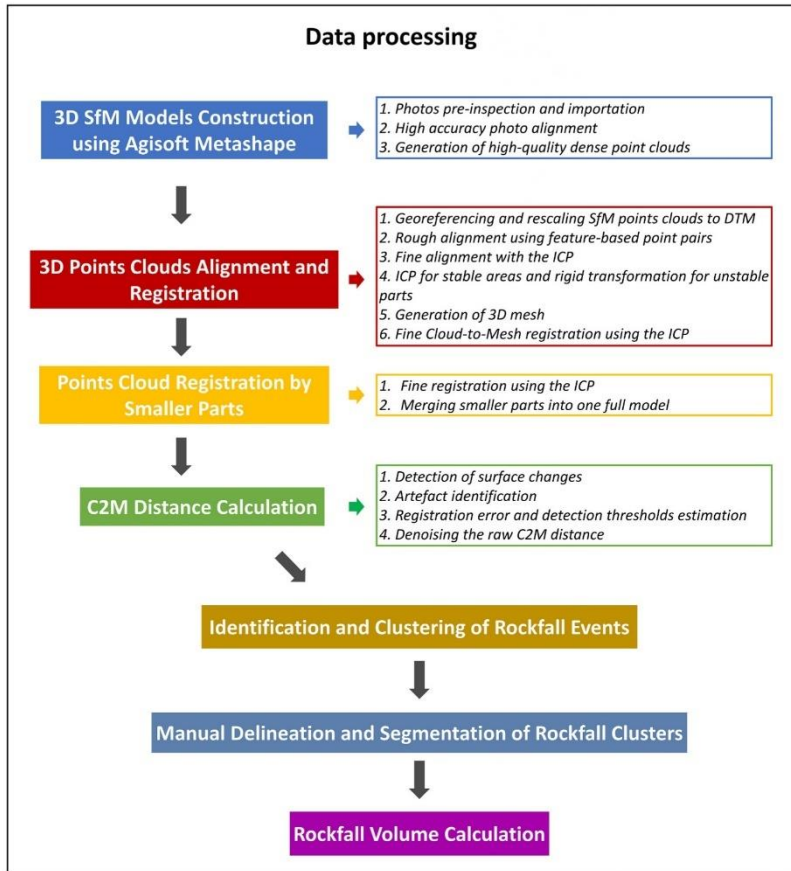 Data processing
3D SfM Models Construction
using Agisoft Metashape
1. Photos pre-inspection and importation
2. High accuracy photo alignment
3. Generation of high-quality dense point clouds
3D Points Clouds Alignment and
Registration
1. Georeferencing and rescaling SfM points clouds to DTM
2. Rough alignment using feature-based point pairs
3. Fine alignment with the ICP
4. ICP for stable areas and rigid transformation for unstable
parts
5. Generation of 3D mesh
6. Fine Cloud-to-Mesh registration using the ICP
Points Cloud Registration by
Smaller Parts
1. Fine registration using the ICP
2. Merging smaller parts into one full model
C2M Distance Calculation
1. Detection of surface changes
2. Artefact identification
3. Registration error and detection thresholds estimation
4. Denoising the raw C2M distance
Identification and Clustering of Rockfall Events
Manual Delineation and Segmentation of Rockfall Clusters
Rockfall Volume Calculation